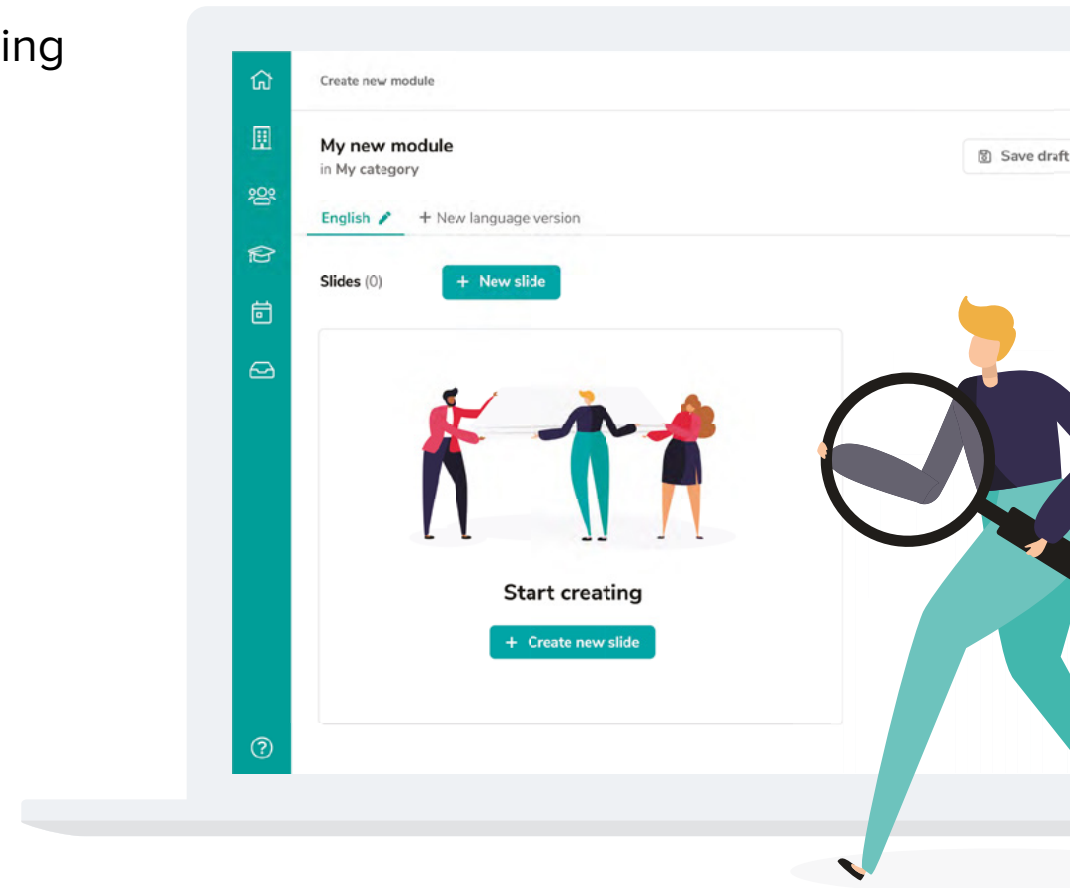 ing
Create new module
My new module
in My category
Save draft
English + New language version
Slides (0) + New slide
Start creating
+ Create new slide
?